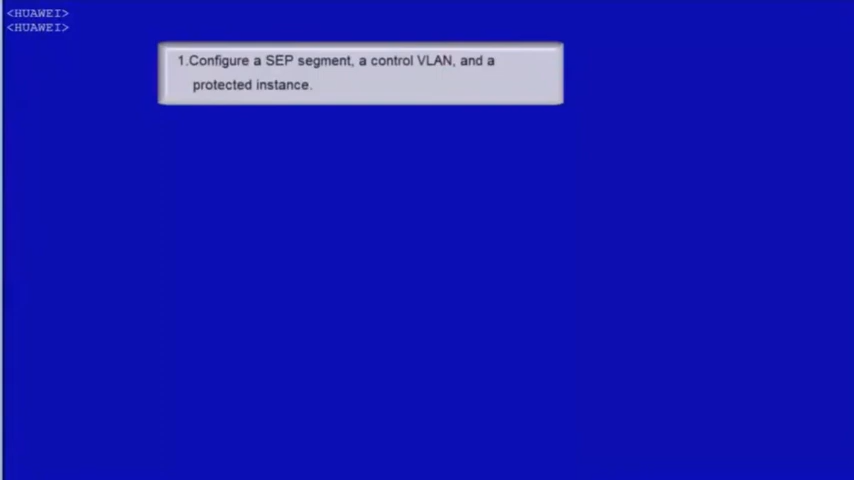 <HUAWEI>
<HUAWEI>
1.Configure a SEP segment, a control VLAN, and a
protected instance.